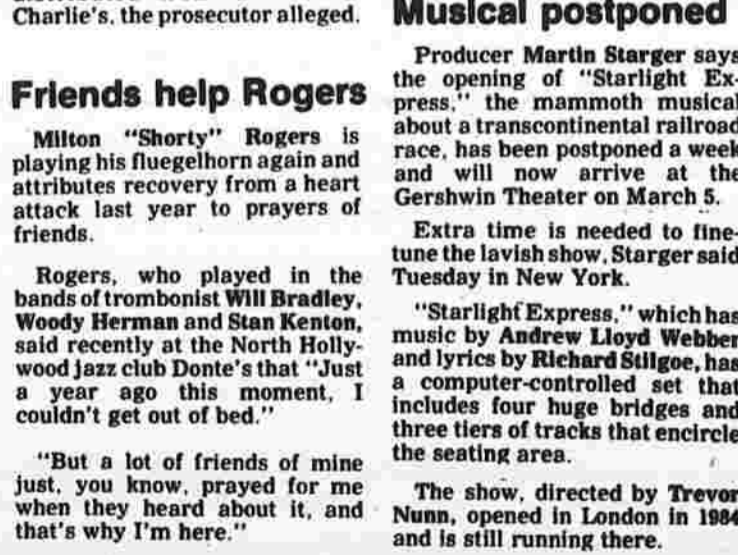 Charlie's, the prosecutor alleged.
Friends help Rogers
Milton "Shorty" Rogers is
playing his fluegelhorn again and
attributes recovery from a heart
attack last year to prayers of
friends.
Rogers, who played in the
bands of trombonist Will Bradley,
Woody Herman and Stan Kenton,
said recently at the North Holly-
wood jazz club Donte's that "Just
a year ago this moment, I
couldn't get out of bed."
"But a lot of friends of mine
just, you know, prayed for me
when they heard about it, and
that's why I'm here."
Musical postponed
Producer Martin Starger says
the opening of "Starlight Ex-
press," the mammoth musical
about a transcontinental railroad
race, has been postponed a week
and will now arrive at the
Gershwin Theater on March 5.
Extra time is needed to fine-
tune the lavish show, Starger said
Tuesday in New York.
"Starlight Express," which has
music by Andrew Lloyd Webber
and lyrics by Richard Stilgoe, has
a computer-controlled set that
includes four huge bridges and
three tiers of tracks that encircle
the seating area.
The show, directed by Trevor
Nunn, opened in London in 1984
and is still running there.